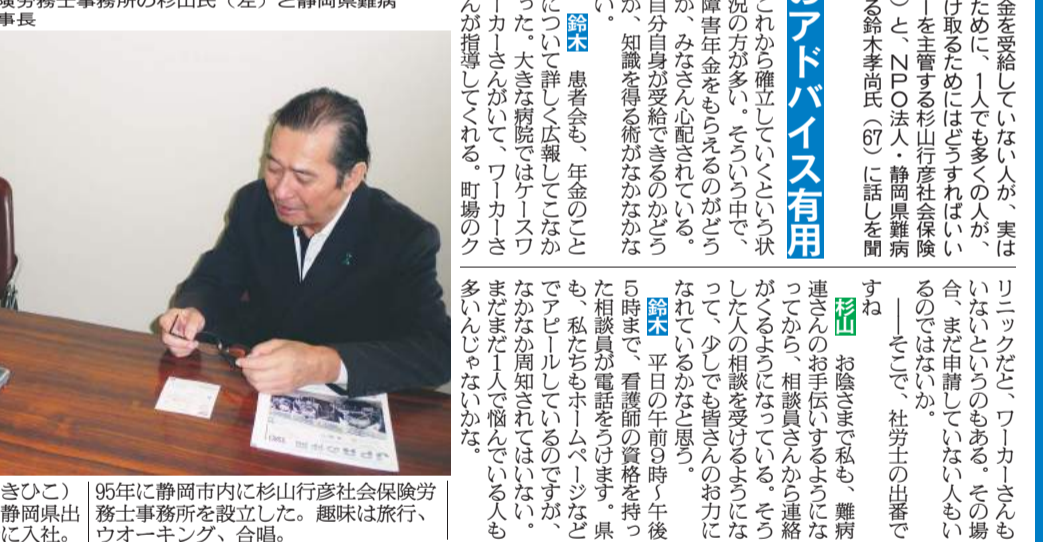 険労務士事務所の杉山氏（左）と静岡県難病
事長
金を受給していない人が、実は
ために、1人でも多くの人が、
け取るためにはどうすればいい
ーを主管する杉山行彦社会保険
）と、NPO法人・静岡県難病
る鈴木孝尚氏（67）に話しを聞
のアドバイス有用
これから確立していくという状
況の方が多い。そういう中で、
障害年金をもらえるのがどう
か、みなさん心配されている。
自分自身が受給できるのかどう
か、知識を得る術がなかなかな
い。
鈴木　患者会も、年金のこと
について詳しく広報してこなか
った。大きな病院ではケースワ
ーカーさんがいて、ワーカーさ
んが指導してくれる。町場のク
リニックだと、ワーカーさんも
いないというのもある。その場
合、まだ申請していない人もい
るのではないか。
――そこで、社労士の出番で
すね
杉山　お陰さまで私も、難病
連さんのお手伝いするようにな
ってから、相談員さんから連絡
がくるようになっている。そう
した人の相談を受けるようにな
って、少しでも皆さんのお力に
なれているかなと思う。
鈴木　平日の午前9時～午後
5時まで、看護師の資格を持っ
た相談員が電話をうけます。県
も、私たちもホームページなど
でアピールしているのですが、
なかなか周知されてはいない。
まだまだ1人で悩んでいる人も
多いんじゃないかな。
きひこ）
静岡県出
に入社。
95年に静岡市内に杉山行彦社会保険労
務士事務所を設立した。趣味は旅行、
ウオーキング、合唱。